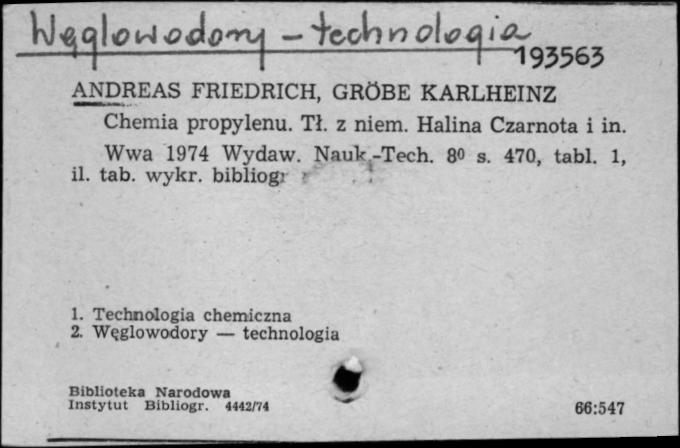 Węglowodory - technologia
193563
ANDREAS FRIEDRICH, GRÖBE KARLHEINZ
Chemia propylenu. Tł. z niem. Halina Czarnota i in.
Wwa 1974 Wydaw. Nauk.-Tech. 8⁰ s. 470, tabl. 1,
il. tab. wykr. bibliogr
1. Technologia chemiczna
2. Węglowodory — technologia
Biblioteka Narodowa
Instytut Bibliogr. 4442/74
66:547